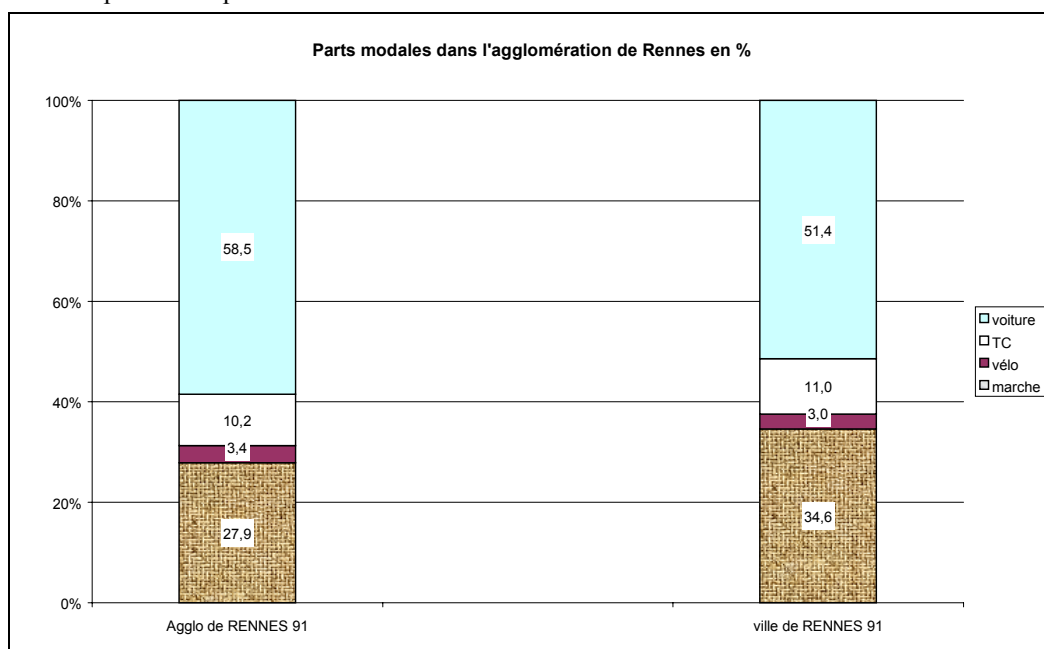 Parts modales dans l'agglomération de Rennes en %
100%
80%
60%
40%
20%
0%
58,5
10,2
3,4
27,9
51,4
11,0
3,0
34,6
voiture
TC
vélo
marche
Agglo de RENNES 91
ville de RENNES 91